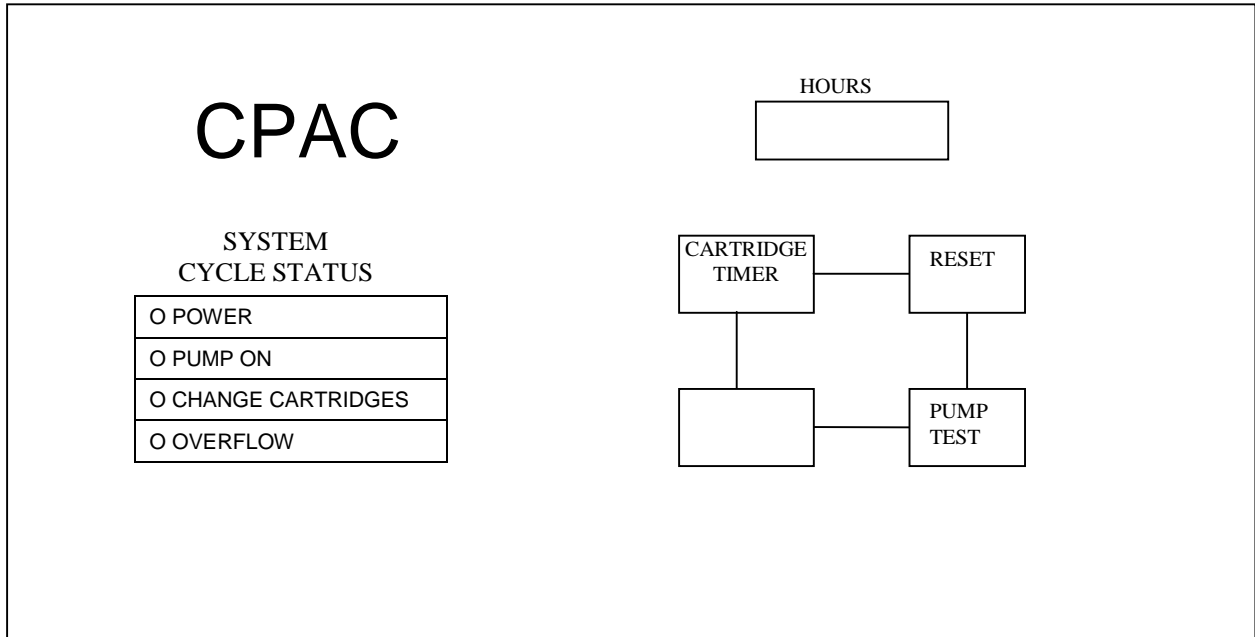 CPAC
HOURS
SYSTEM
CYCLE STATUS
O POWER
O PUMP ON
O CHANGE CARTRIDGES
O OVERFLOW
CARTRIDGE
TIMER
RESET
PUMP
TEST